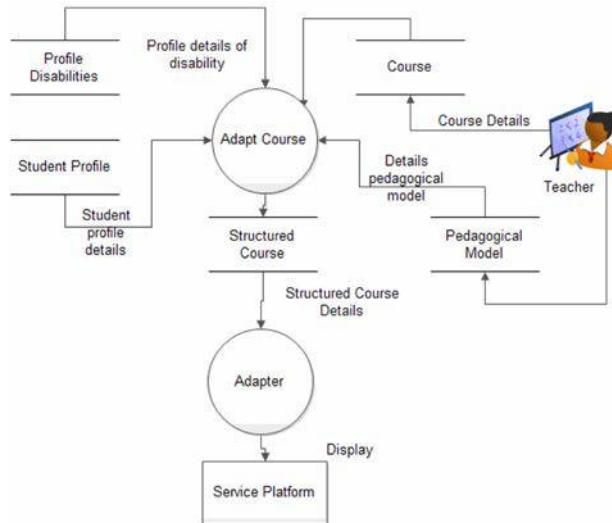 Profile
Disabilities
Profile details of
disability
Course
Course Details
Teacher
Adapt Course
Student Profile
Student
profile
details
Details
pedagogical
model
Structured
Course
Pedagogical
Model
Structured Course
Details
Adapter
Display
Service Platform